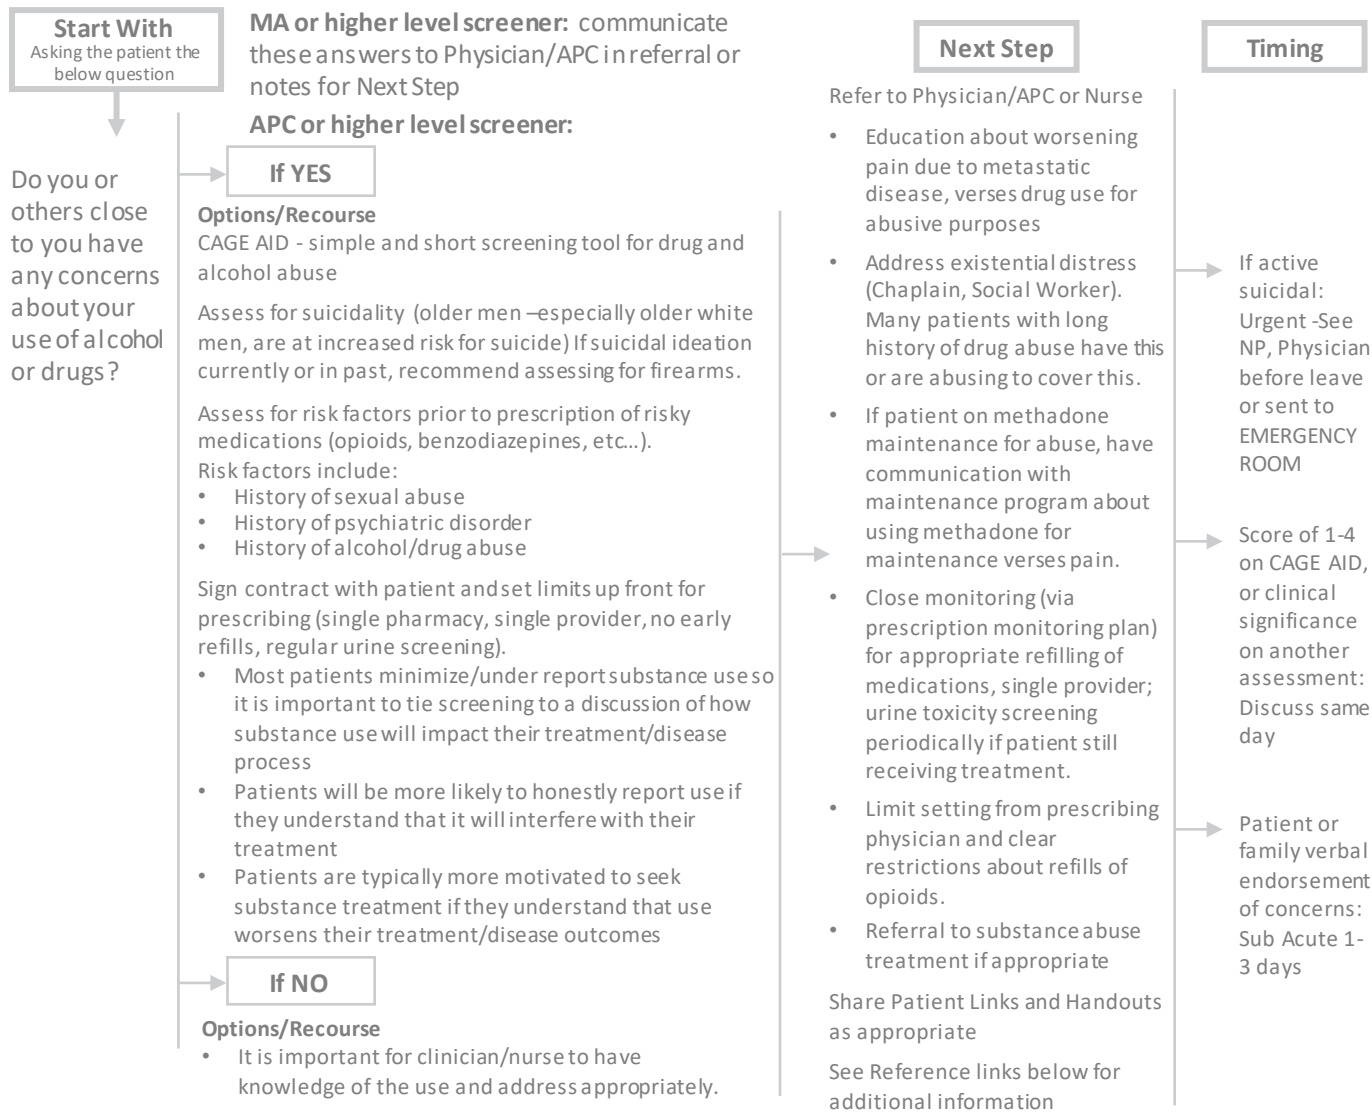 Start With
Asking the patient the
below question
Do you or
others close
to you have
any concerns
about your
use of alcohol
or drugs?
MA or higher level screener: communicate
these answers to Physician/APC in referral or
notes for Next Step
APC or higher level screener:
If YES
Options/Recourse
CAGE AID - simple and short screening tool for drug and
alcohol abuse
Assess for suicidality (older men –especially older white
men, are at increased risk for suicide) If suicidal ideation
currently or in past, recommend assessing for firearms.
Assess for risk factors prior to prescription of risky
medications (opioids, benzodiazepines, etc…).
Risk factors include:
• History of sexual abuse
• History of psychiatric disorder
• History of alcohol/drug abuse
Sign contract with patient and set limits up front for
prescribing (single pharmacy, single provider, no early
refills, regular urine screening).
• Most patients minimize/under report substance use so
it is important to tie screening to a discussion of how
substance use will impact their treatment/disease
process
• Patients will be more likely to honestly report use if
they understand that it will interfere with their
treatment
• Patients are typically more motivated to seek
substance treatment if they understand that use
worsens their treatment/disease outcomes
If NO
Options/Recourse
• It is important for clinician/nurse to have
knowledge of the use and address appropriately.
Next Step
Refer to Physician/APC or Nurse
• Education about worsening
pain due to metastatic
disease, verses drug use for
abusive purposes
• Address existential distress
(Chaplain, Social Worker).
Many patients with long
history of drug abuse have this
or are abusing to cover this.
• If patient on methadone
maintenance for abuse, have
communication with
maintenance program about
using methadone for
maintenance verses pain.
• Close monitoring (via
prescription monitoring plan)
for appropriate refilling of
medications, single provider;
urine toxicity screening
periodically if patient still
receiving treatment.
• Limit setting from prescribing
physician and clear
restrictions about refills of
opioids.
• Referral to substance abuse
treatment if appropriate
Share Patient Links and Handouts
as appropriate
See Reference links below for
additional information
Timing
If active
suicidal:
Urgent -See
NP, Physician
before leave
or sent to
EMERGENCY
ROOM
Score of 1-4
on CAGE AID,
or clinical
significance
on another
assessment:
Discuss same
day
Patient or
family verbal
endorsement
of concerns:
Sub Acute 1-
3 days